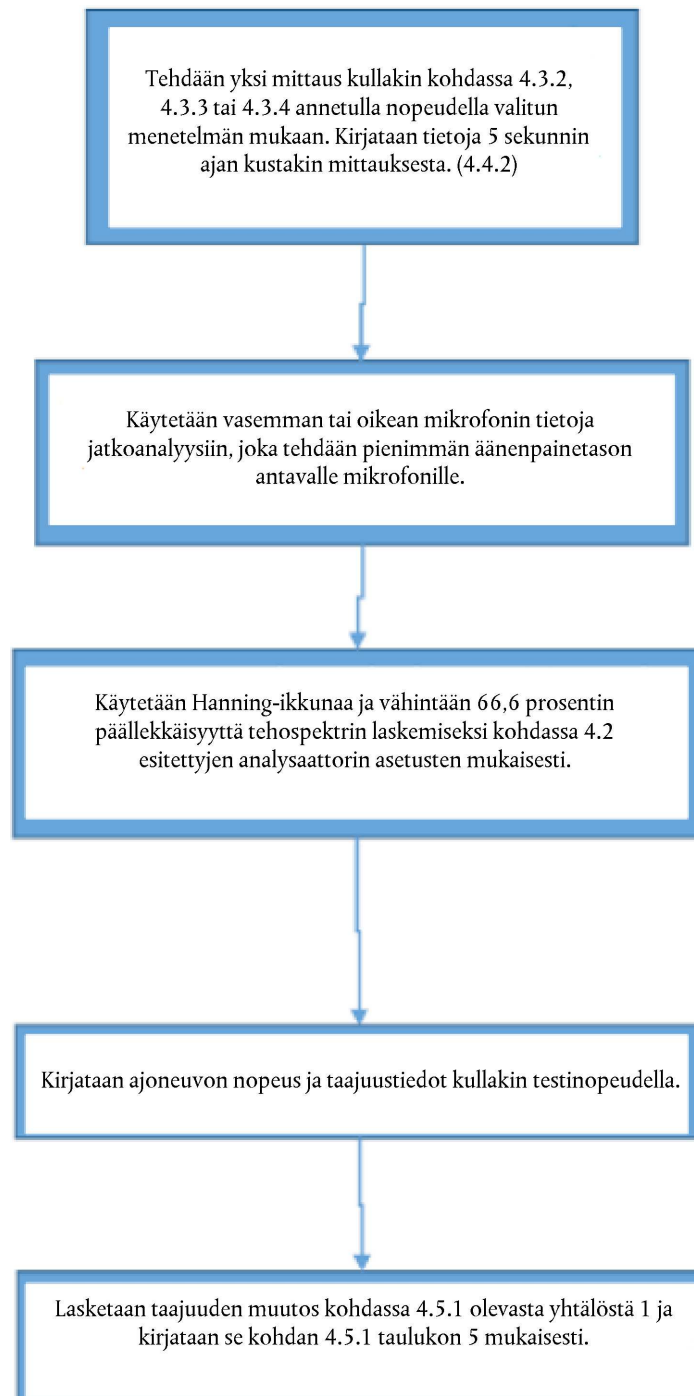 Tehdään yksi mittaus kullakin kohdassa 4.3.2,
4.3.3 tai 4.3.4 annetulla nopeudella valitun
menetelmän mukaan. Kirjataan tietoja 5 sekunnin
ajan kustakin mittauksesta. (4.4.2)
Käytetään vasemman tai oikean mikrofonin tietoja
jatkoanalyysiin, joka tehdään pienimmän äänenpainetason
antavalle mikrofonille.
Käytetään Hanning-ikkunaa ja vähintään 66,6 prosentin
päällekkäisyyttä tehospektrin laskemiseksi kohdassa 4.2
esitettyjen analysaattorin asetusten mukaisesti.
Kirjataan ajoneuvon nopeus ja taajuustiedot kullakin testinopeudella.
Lasketaan taajuuden muutos kohdassa 4.5.1 olevasta yhtälöstä 1 ja
kirjataan se kohdan 4.5.1 taulukon 5 mukaisesti.